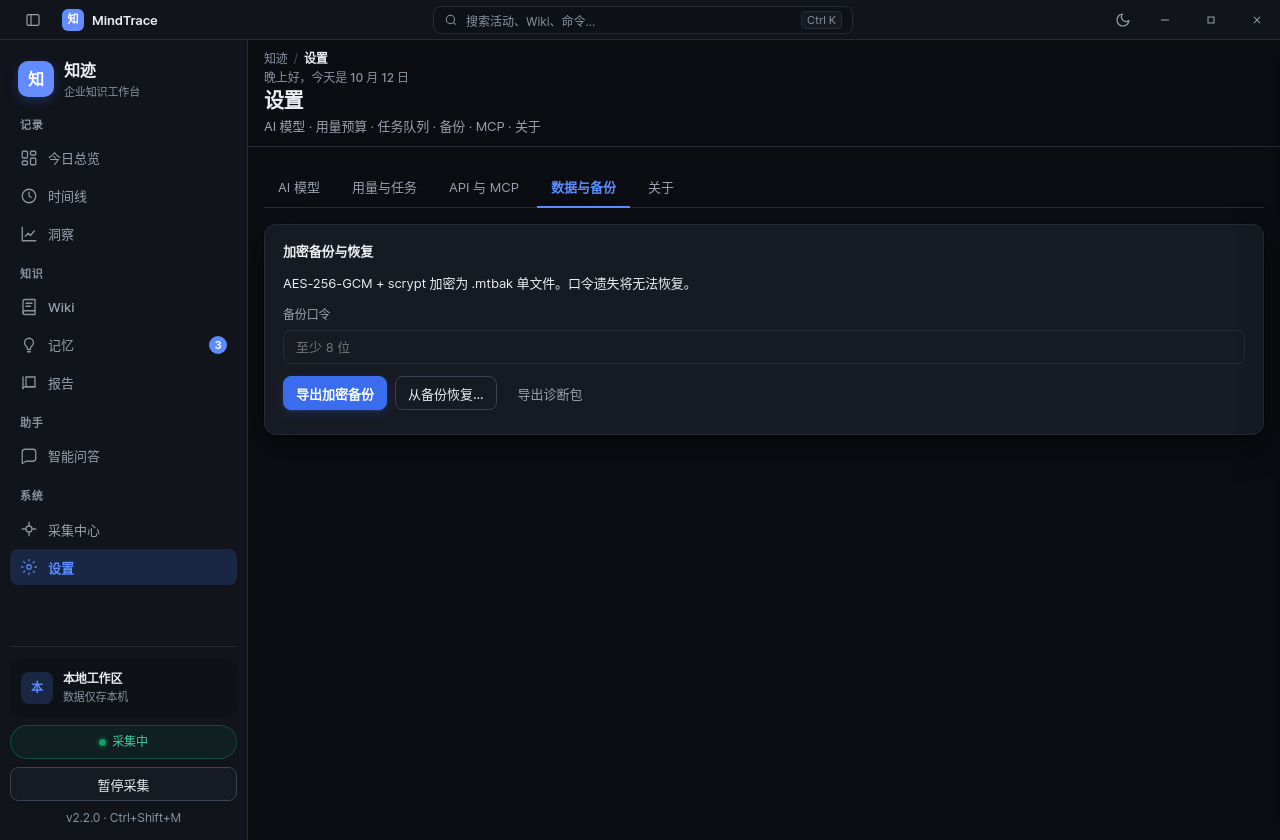 知 MindTrace
搜索活动、Wiki、命令... Ctrl K
知 知迹
企业知识工作台
记录
今日总览
时间线
洞察
知识
Wiki
记忆 3
报告
助手
智能问答
系统
采集中心
设置
本 本地工作区
数据仅存本机
采集中
暂停采集
v2.2.0 · Ctrl+Shift+M
知迹 / 设置
晚上好，今天是 10 月 12 日
设置
AI 模型 · 用量预算 · 任务队列 · 备份 · MCP · 关于
AI 模型 用量与任务 API 与 MCP 数据与备份 关于
加密备份与恢复
AES-256-GCM + scrypt 加密为 .mtbak 单文件。口令遗失将无法恢复。
备份口令
至少 8 位
导出加密备份 从备份恢复... 导出诊断包